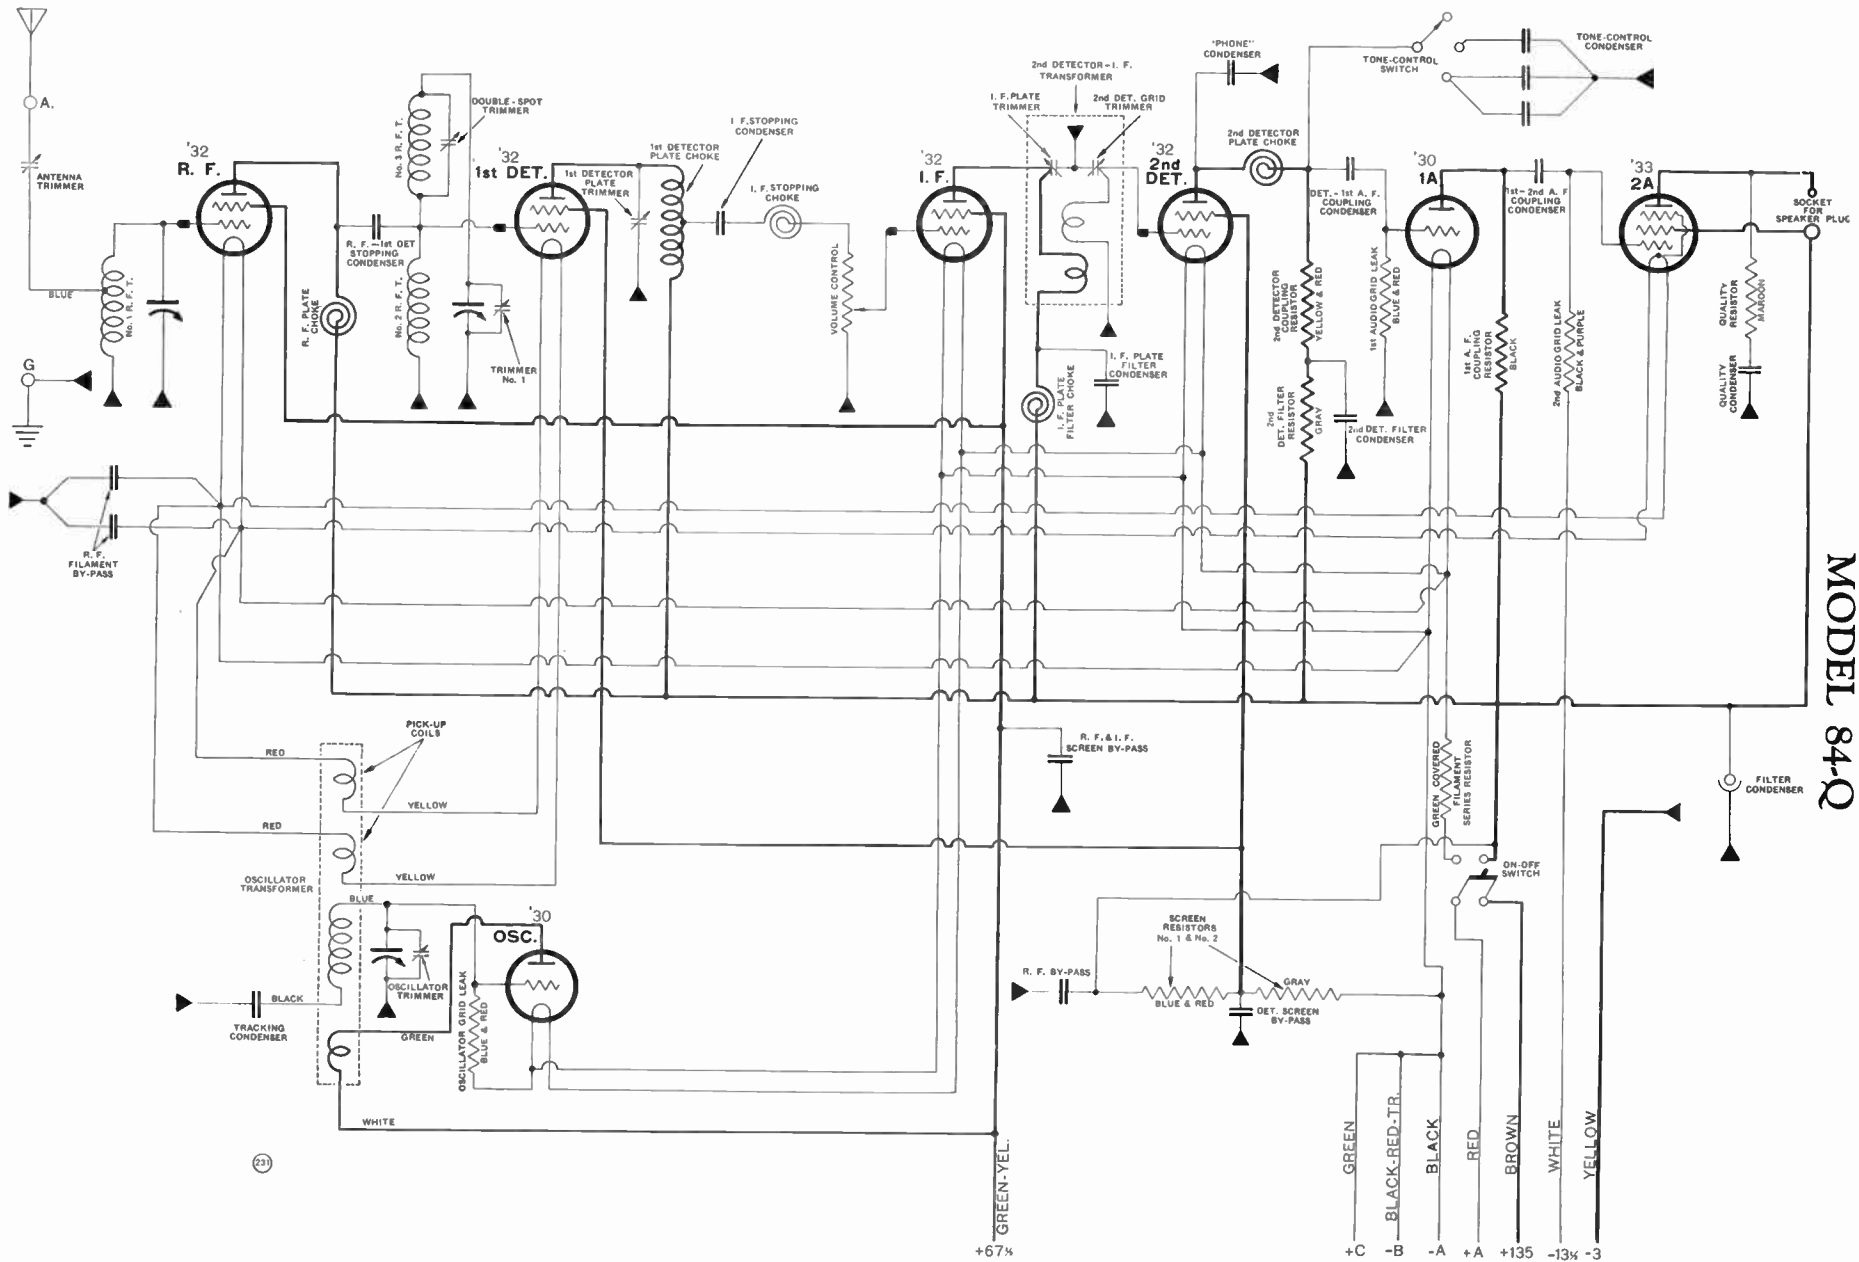 A.
ANTENNA
TRIMMER
BLUE
G
No. 1 R. F. T.
'32
R. F.
R. F. PLATE
CHOKE
R. F.-1st DET
STOPPING
CONDENSER
No. 3 R. F. T.
DOUBLE-SPOT
TRIMMER
No. 2 R. F. T.
TRIMMER
No. 1
'32
1st DET.
1st DETECTOR
PLATE
TRIMMER
1st DETECTOR
PLATE CHOKE
I F. STOPPING
CONDENSER
I. F. STOPPING
CHOKE
VOLUME CONTROL
'32
I. F.
I. F. PLATE
TRIMMER
2nd DETECTOR-I. F.
TRANSFORMER
2nd DET. GRID
TRIMMER
I. F. PLATE
FILTER CHOKE
I. F. PLATE
FILTER
CONDENSER
"PHONE"
CONDENSER
'32
2nd
DET.
2nd DETECTOR
PLATE CHOKE
2nd DETECTOR
COUPLING
RESISTOR
YELLOW & RED
2nd
DET. FILTER
RESISTOR
GRAY
2nd DET. FILTER
CONDENSER
DET.-1st A. F.
COUPLING
CONDENSER
1st AUDIO GRID LEAK
BLUE & RED
TONE-CONTROL
SWITCH
TONE-CONTROL
CONDENSER
'30
1A
1st A. F.
COUPLING
RESISTOR
BLACK
1st-2nd A. F
COUPLING
CONDENSER
2nd AUDIO GRID LEAK
BLACK & PURPLE
'33
2A
SOCKET
FOR
SPEAKER PLUG
QUALITY
RESISTOR
MAROON
QUALITY
CONDENSER
R. F.
FILAMENT
BY-PASS
MODEL 84-Q
PICK-UP
COILS
RED
YELLOW
RED
YELLOW
OSCILLATOR
TRANSFORMER
BLUE
OSCILLATOR
TRIMMER
BLACK
TRACKING
CONDENSER
GREEN
OSCILLATOR GRID LEAK
BLUE & RED
'30
OSC.
WHITE
231
R. F. & I. F.
SCREEN BY-PASS
GREEN COVERED
FILAMENT
SERIES RESISTOR
ON-OFF
SWITCH
FILTER
CONDENSER
SCREEN
RESISTORS
No. 1 & No. 2
R. F. BY-PASS
BLUE & RED
GRAY
DET. SCREEN
BY-PASS
GREEN-YEL.
GREEN
BLACK-RED-TR.
BLACK
RED
BROWN
WHITE
YELLOW
+67½
+C
-B
-A
+A
+135
-13½
-3